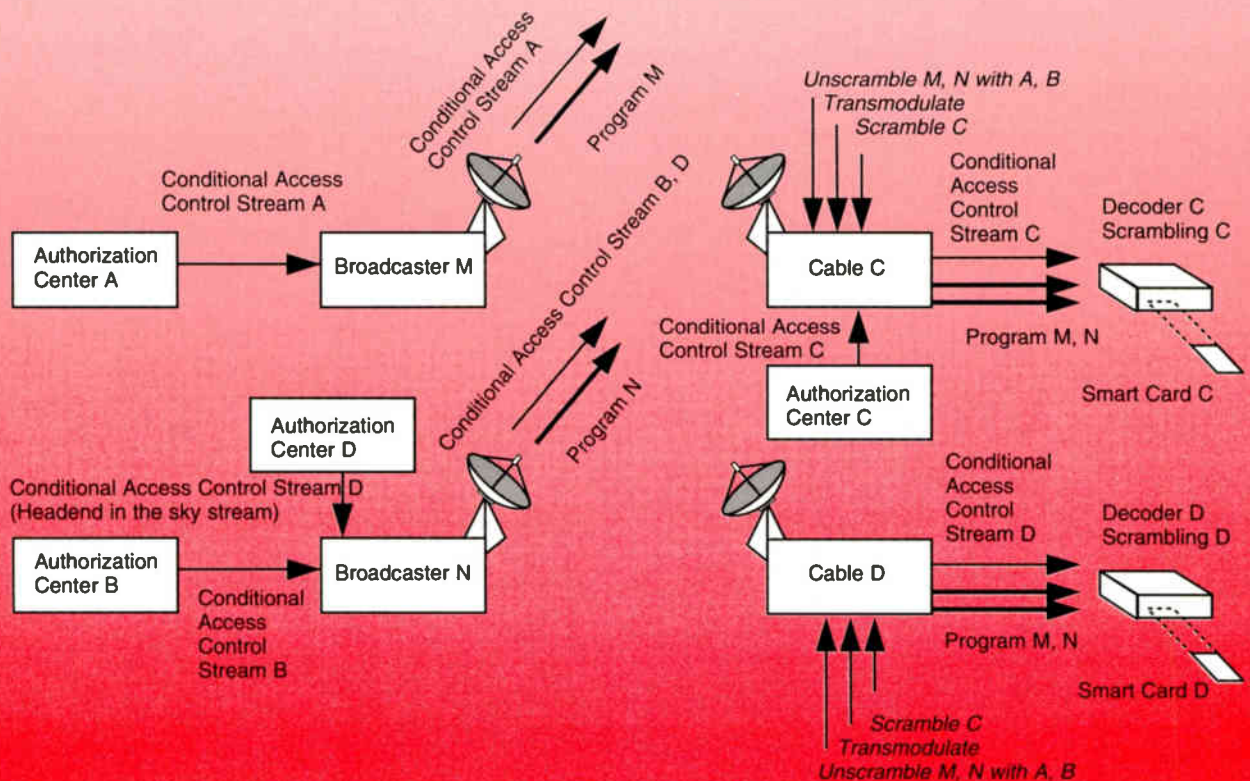 Conditional Access
Control Stream A
Program M
Unscramble M, N with A, B
Transmodulate
Scramble C
Conditional Access
Control Stream A
Authorization
Center A
Broadcaster M
Conditional Access Control Stream B, D
Program N
Cable C
Conditional
Access
Control
Stream C
Decoder C
Scrambling C
Program M, N
Smart Card C
Conditional Access
Control Stream C
Authorization
Center C
Authorization
Center D
Conditional Access Control Stream D
(Headend in the sky stream)
Authorization
Center B
Broadcaster N
Conditional
Access
Control
Stream B
Cable D
Conditional
Access
Control
Stream D
Decoder D
Scrambling D
Program M, N
Smart Card D
Scramble C
Transmodulate
Unscramble M, N with A, B